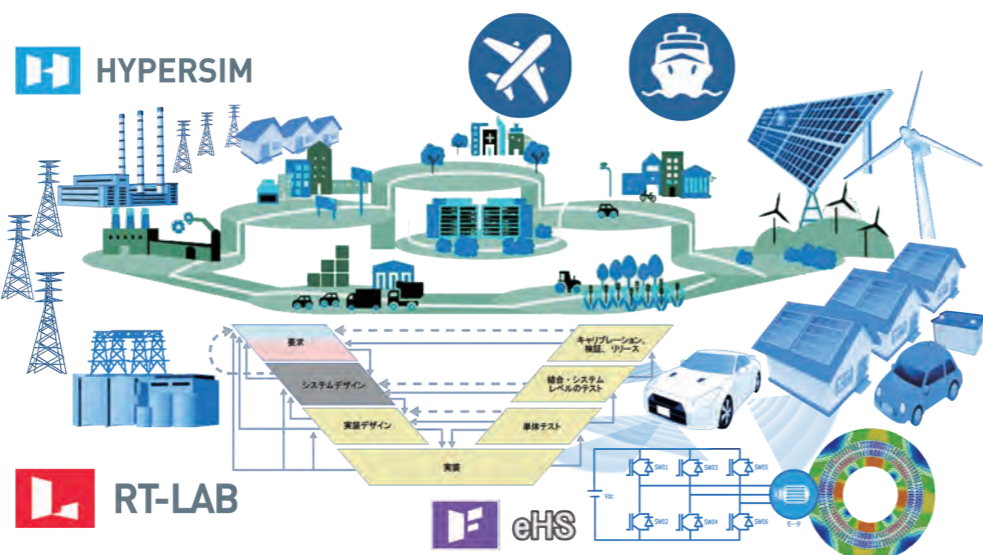 HYPERSIM
要求
システムデザイン
実装デザイン
実装
単体テスト
結合・システム
レベルのテスト
キャリブレーション、
検証、リリース
RT-LAB
eHS
Vdc
SW01
SW03
SW05
SW02
SW04
SW06
モータ